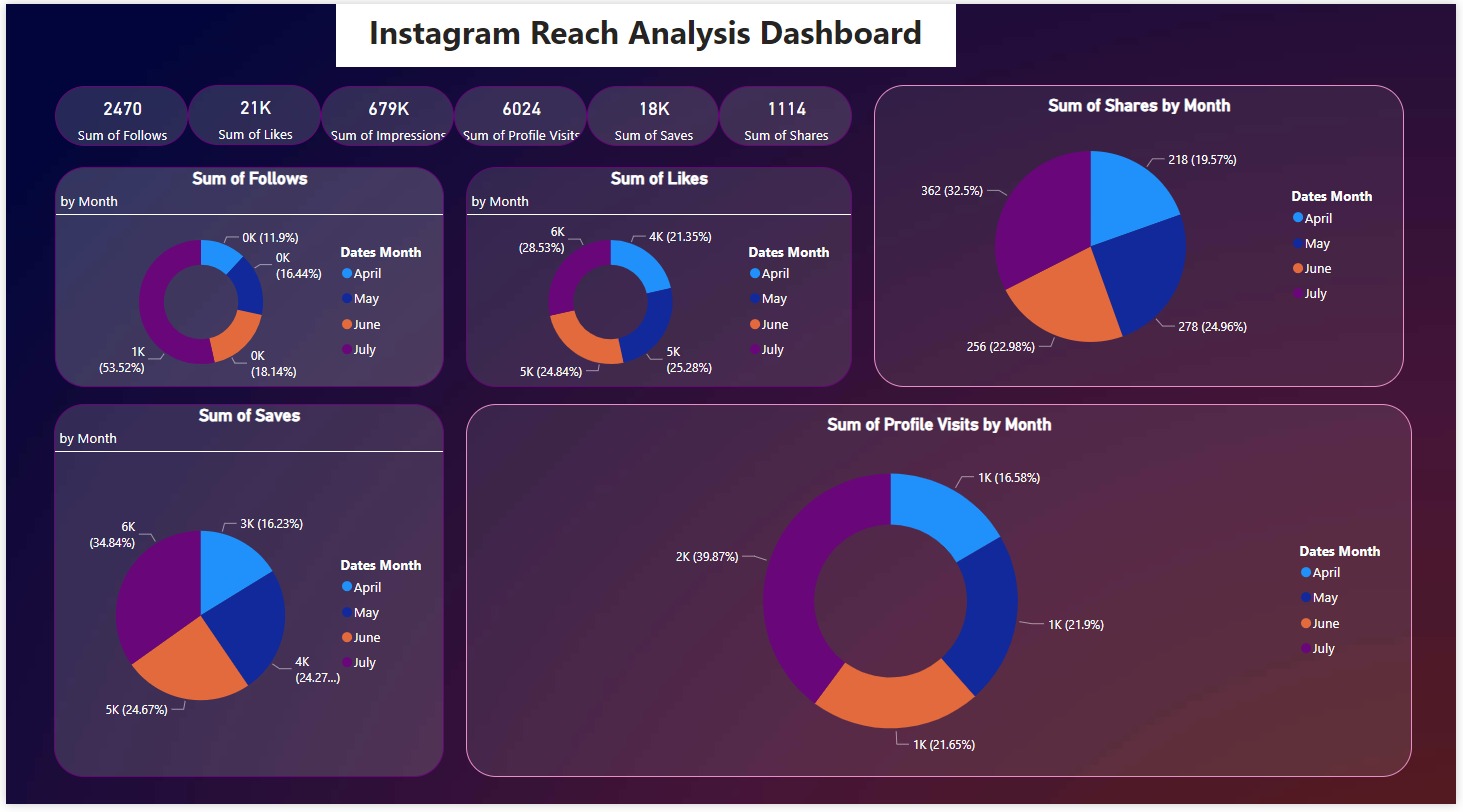 Instagram Reach Analysis Dashboard
2470
Sum of Follows
21K
Sum of Likes
679K
Sum of Impressions
6024
Sum of Profile Visits
18K
Sum of Saves
1114
Sum of Shares
Sum of Follows
by Month
0K (11.9%)
0K
(16.44%)
0K
(18.14%)
1K
(53.52%)
Dates Month
April
May
June
July
Sum of Likes
by Month
4K (21.35%)
5K
(25.28%)
5K (24.84%)
6K
(28.53%)
Dates Month
April
May
June
July
Sum of Shares by Month
218 (19.57%)
278 (24.96%)
256 (22.98%)
362 (32.5%)
Dates Month
April
May
June
July
Sum of Saves
by Month
3K (16.23%)
4K
(24.27...)
5K (24.67%)
6K
(34.84%)
Dates Month
April
May
June
July
Sum of Profile Visits by Month
1K (16.58%)
1K (21.9%)
1K (21.65%)
2K (39.87%)
Dates Month
April
May
June
July